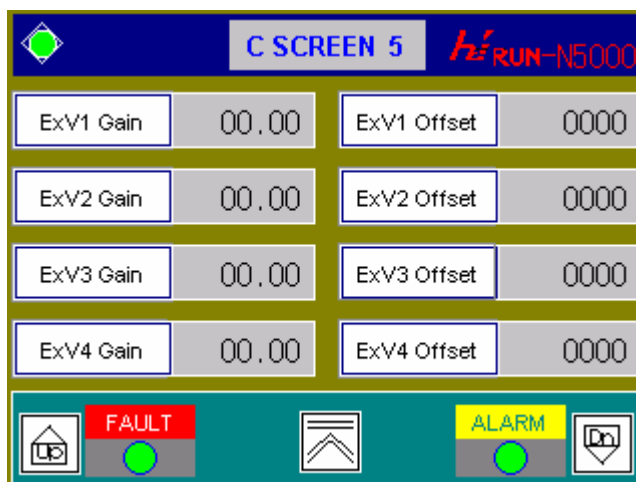 C SCREEN 5 hi RUN-N5000
ExV1 Gain 00.00 ExV1 Offset 0000
ExV2 Gain 00.00 ExV2 Offset 0000
ExV3 Gain 00.00 ExV3 Offset 0000
ExV4 Gain 00.00 ExV4 Offset 0000
FAULT ALARM
Up Dn